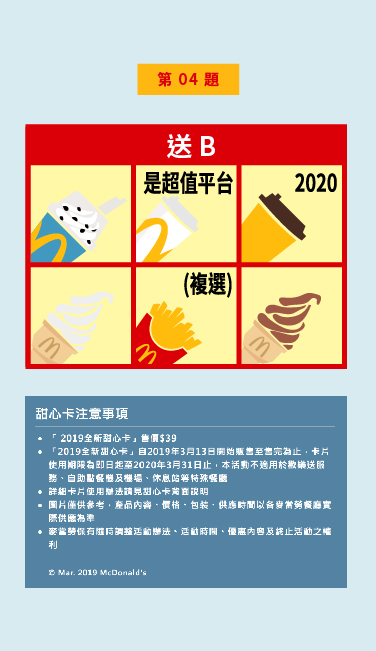 第 04 題
送 B
是超值平台
2020
(複選)
甜心卡注意事項
• 「 2019全新甜心卡」售價$39
• 「2019全新甜心卡」自2019年3月13日開始販售至售完為止，卡片
使用期限為即日起至2020年3月31日止，本活動不適用於歡樂送服
務、自助點餐機及機場、休息站等特殊餐廳
• 詳細卡片使用辦法請見甜心卡背面說明
• 圖片僅供參考，產品內容、價格、包裝、供應時間以各麥當勞餐廳實
際供應為準
• 麥當勞保有隨時調整活動辦法、活動時間、優惠內容及終止活動之權
利
© Mar. 2019 McDonald's